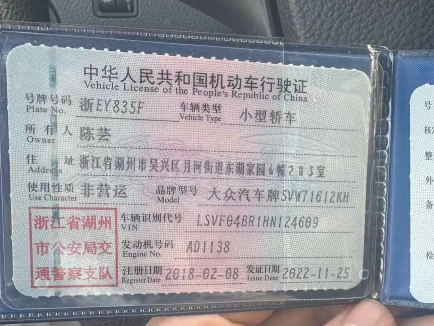 中华人民共和国机动车行驶证
Vehicle License of the People's Republic of China
号牌号码 浙EY835F 车辆类型 小型轿车
Plate No. Vehicle Type
所有人 陈芸
Owner
住址 浙江省湖州市吴兴区月河街道东湖家园6幢203室
Address
使用性质 非营运 品牌型号 大众汽车牌SVW71612KH
Use Character Model
浙江省湖州
市公安局交
通警察支队
车辆识别代号 LSVFG4BR1HN124609
VIN
发动机号码 AD1138
Engine No.
注册日期 2018-02-08 发证日期 2022-11-25
Register Date Issue Date